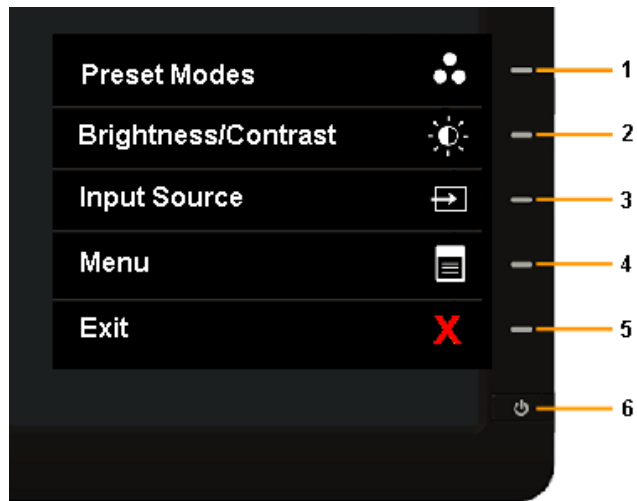 Preset Modes 1
Brightness/Contrast 2
Input Source 3
Menu 4
Exit X 5
6